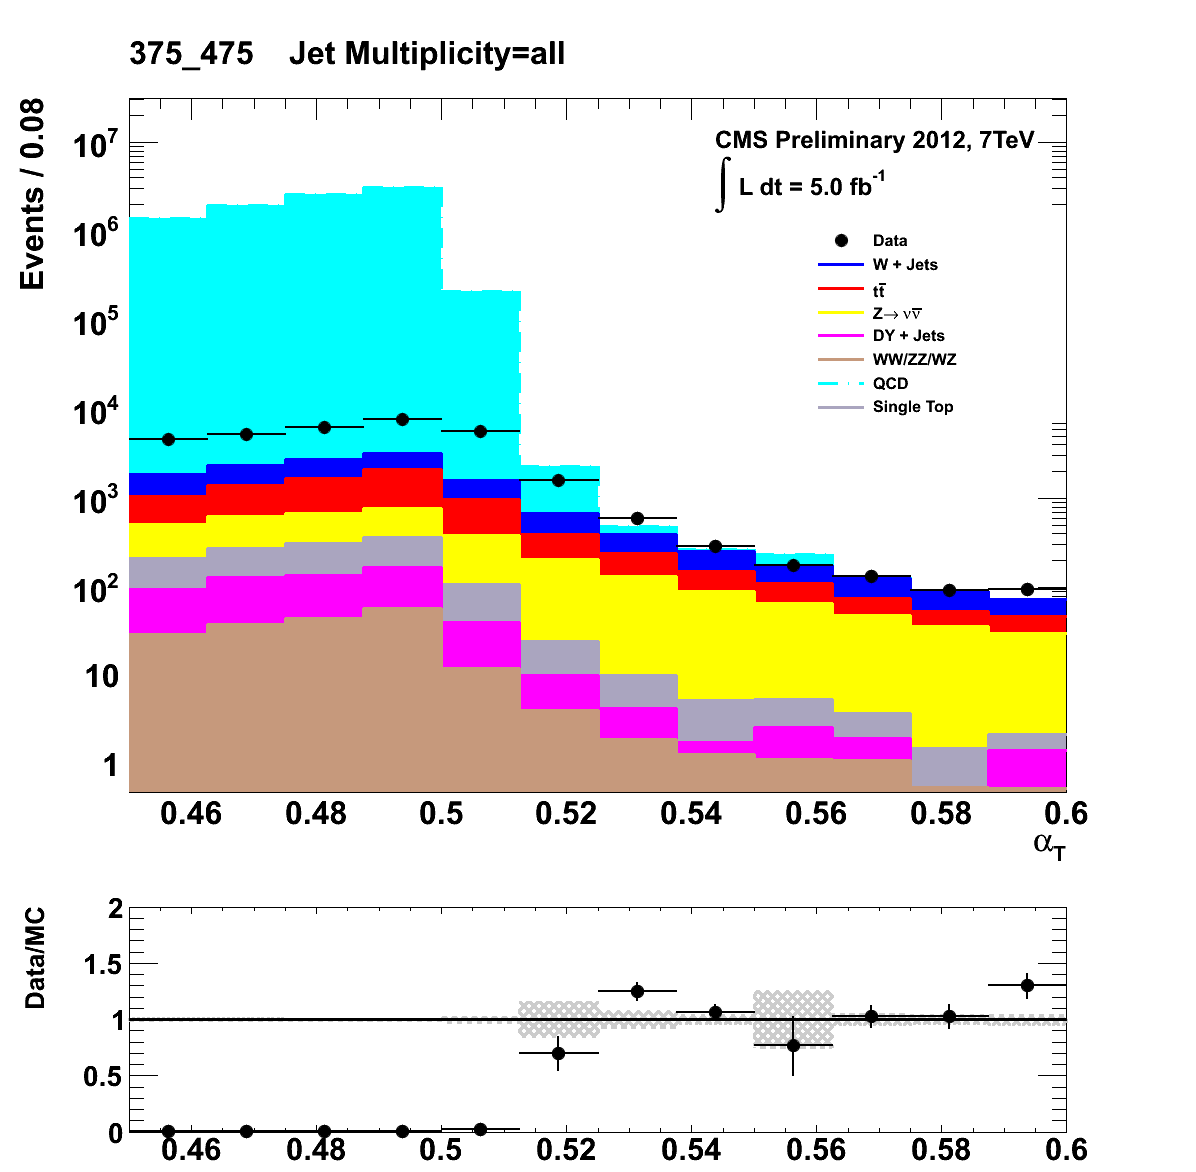 375_475 Jet Multiplicity=all
Events / 0.08
10⁷
10⁶
10⁵
10⁴
10³
10²
10
1
CMS Preliminary 2012, 7TeV
∫ L dt = 5.0 fb⁻¹
Data
W + Jets
tt̅
Z→ νν̅
DY + Jets
WW/ZZ/WZ
QCD
Single Top
0.46 0.48 0.5 0.52 0.54 0.56 0.58 0.6
α_T
Data/MC
2
1.5
1
0.5
0
0.46 0.48 0.5 0.52 0.54 0.56 0.58 0.6